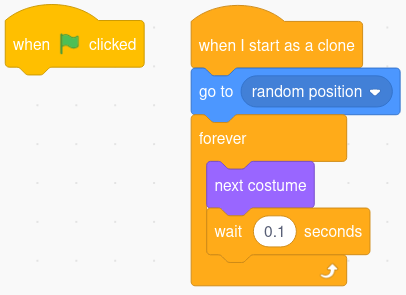 when clicked
when I start as a clone
go to random position
forever
next costume
wait 0.1 seconds